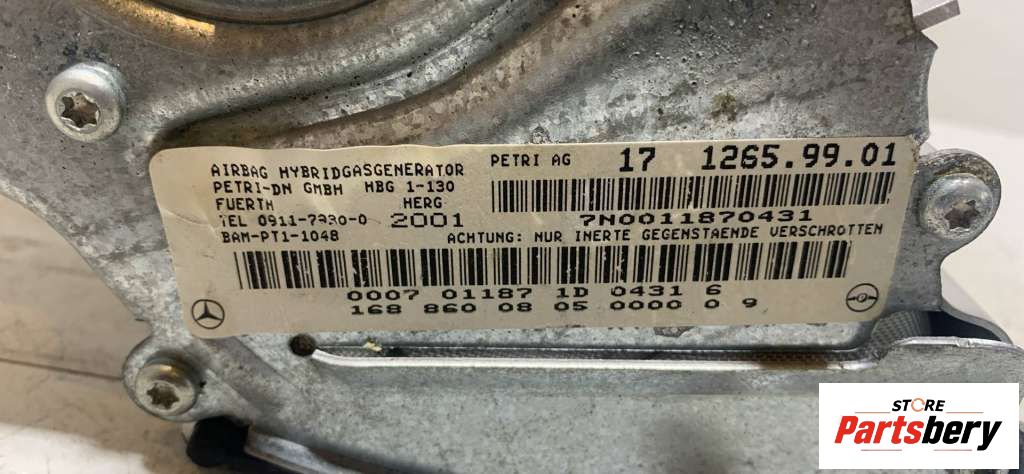 AIRBAG HYBRIDGASGENERATOR
PETRI-DN GMBH HBG 1-130
FUERTH HERG
TEL 0911-7330-0 2001
BAM-PT1-1048
PETRI AG 17 1265.99.01
7N0011870431
ACHTUNG: NUR INERTE GEGENSTAENDE VERSCHROTTEN
0007 01187 1D 0431 6
168 860 08 05 0000 0 9
STORE
Partsbery